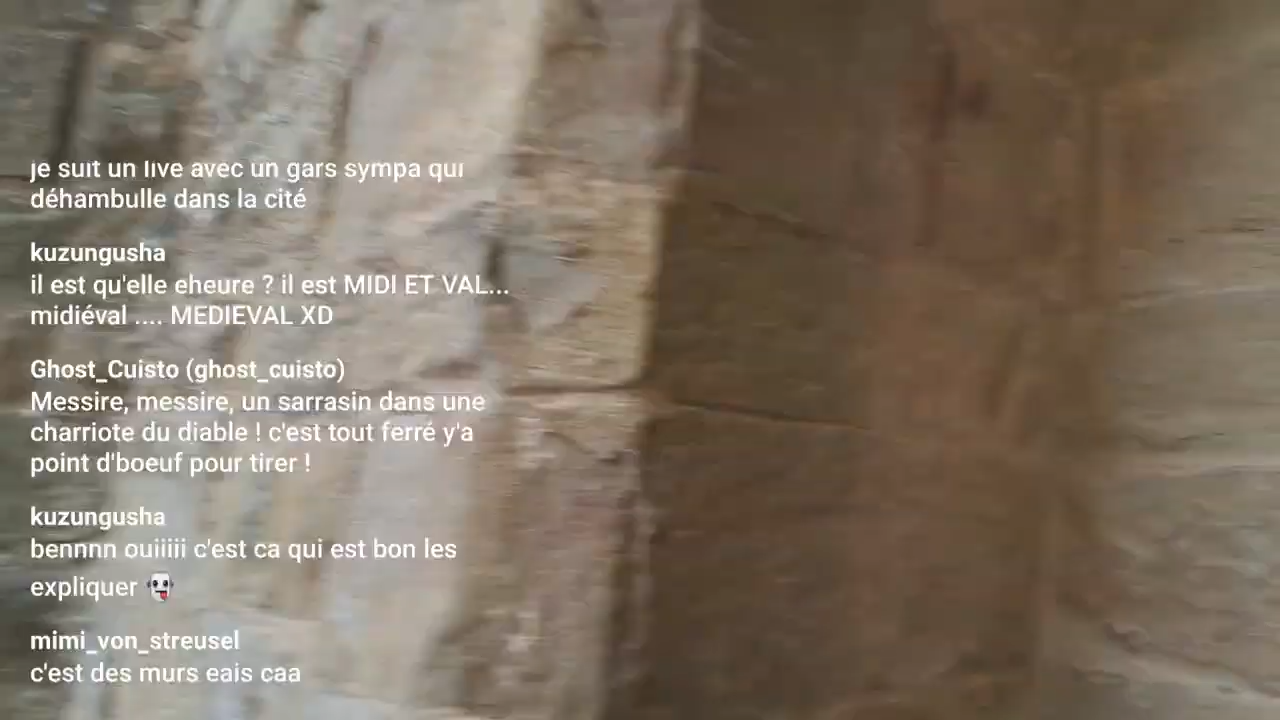 je suit un live avec un gars sympa qui
déhambulle dans la cité
kuzungusha
il est qu'elle eheure ? il est MIDI ET VAL...
midiéval .... MEDIEVAL XD
Ghost_Cuisto (ghost_cuisto)
Messire, messire, un sarrasin dans une
charriote du diable ! c'est tout ferré y'a
point d'boeuf pour tirer !
kuzungusha
bennnn ouiiiii c'est ca qui est bon les
expliquer 👻
mimi_von_streusel
c'est des murs eais caa